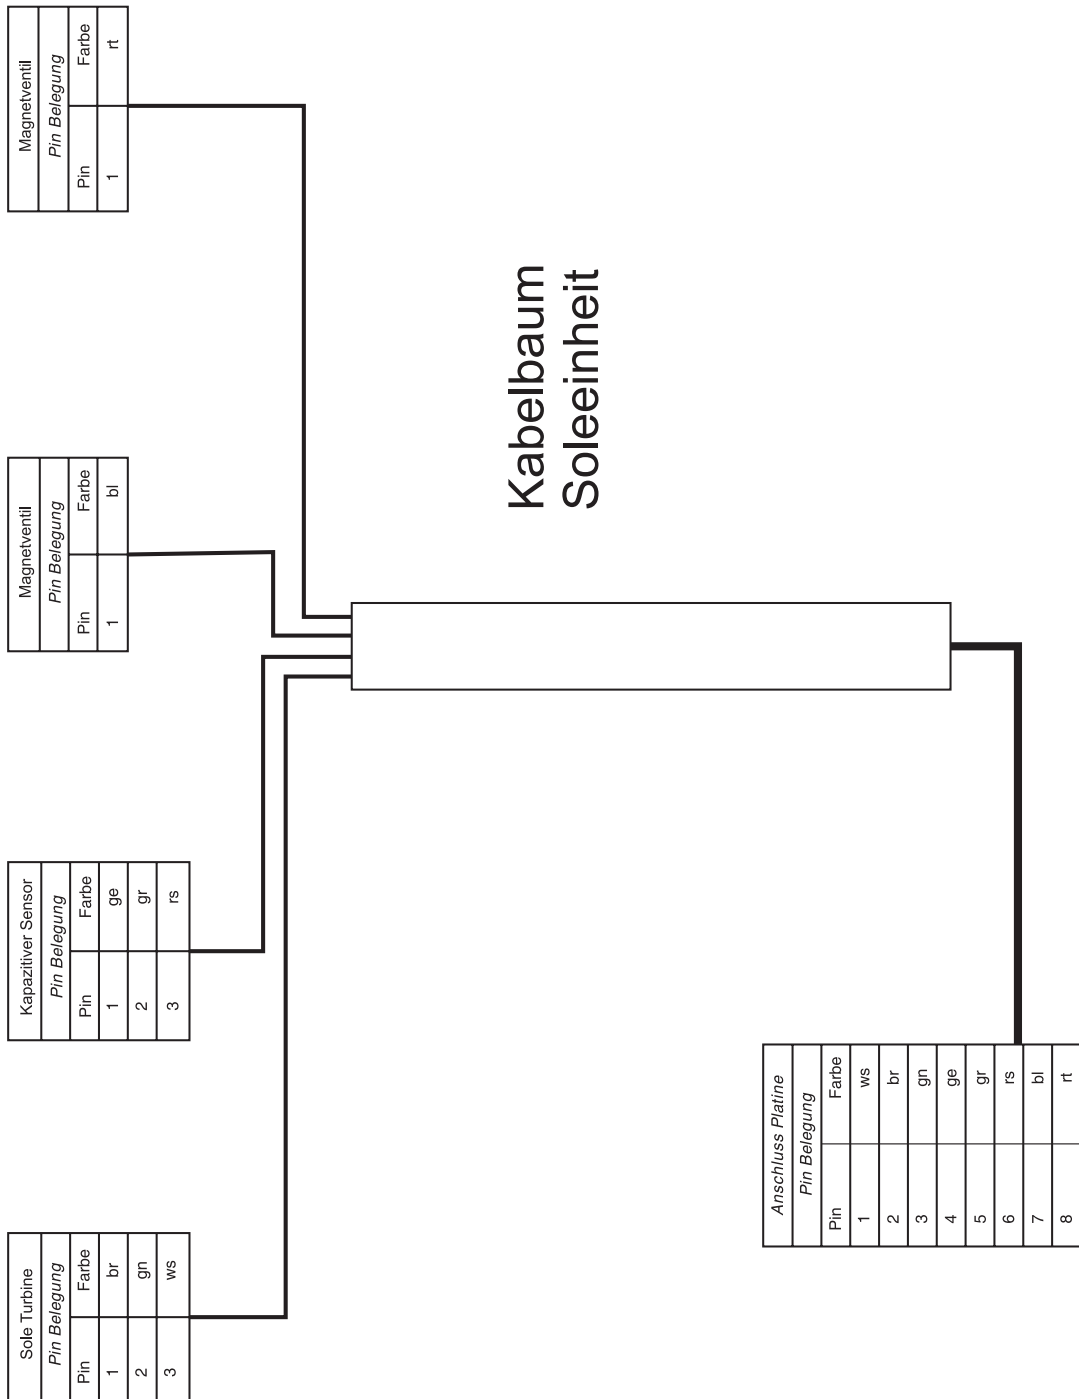 Sole Turbine
Pin Belegung
Pin Farbe
1 br
2 gn
3 ws
Kapazitiver Sensor
Pin Belegung
Pin Farbe
1 ge
2 gr
3 rs
Magnetventil
Pin Belegung
Pin Farbe
1 bl
Magnetventil
Pin Belegung
Pin Farbe
1 rt
Kabelbaum
Soleeinheit
Anschluss Platine
Pin Belegung
Pin Farbe
1 ws
2 br
3 gn
4 ge
5 gr
6 rs
7 bl
8 rt